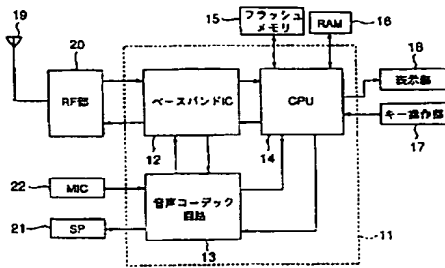 15
フラッシュ
メモリ
RAM
16
19
20
18
RF部
ベースバンドIC
CPU
表示部
キー操作部
17
12
14
22
MIC
音声コーデック
回路
21
SP
13
11